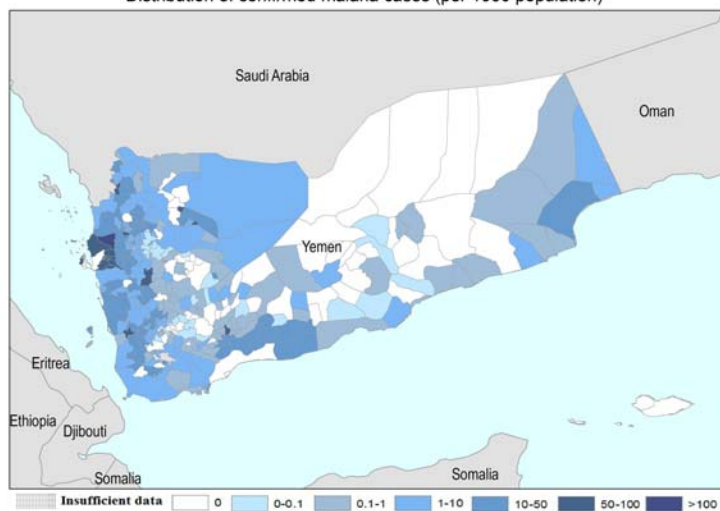 Distribution of confirmed malaria cases (per 1000 population)
Saudi Arabia
Oman
Yemen
Eritrea
Ethiopia
Djibouti
Somalia
Somalia
Insufficient data 0 0-0.1 0.1-1 1-10 10-50 50-100 >100